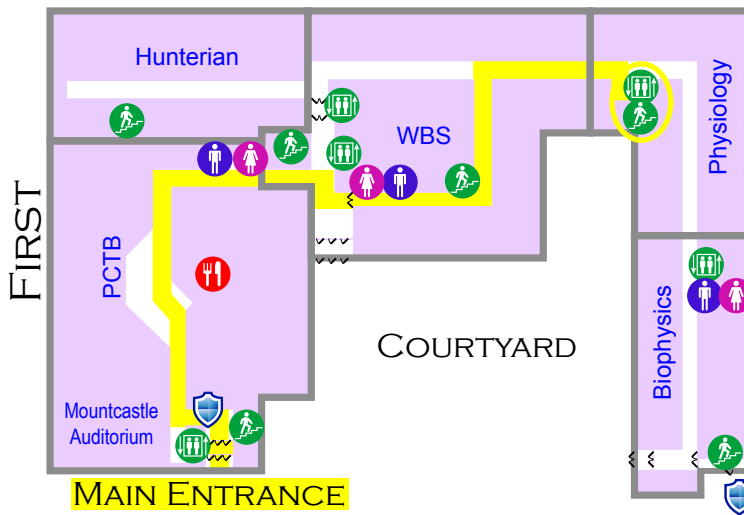 Hunterian
WBS
Physiology
FIRST
PCTB
Biophysics
COURTYARD
Mountcastle
Auditorium
MAIN ENTRANCE